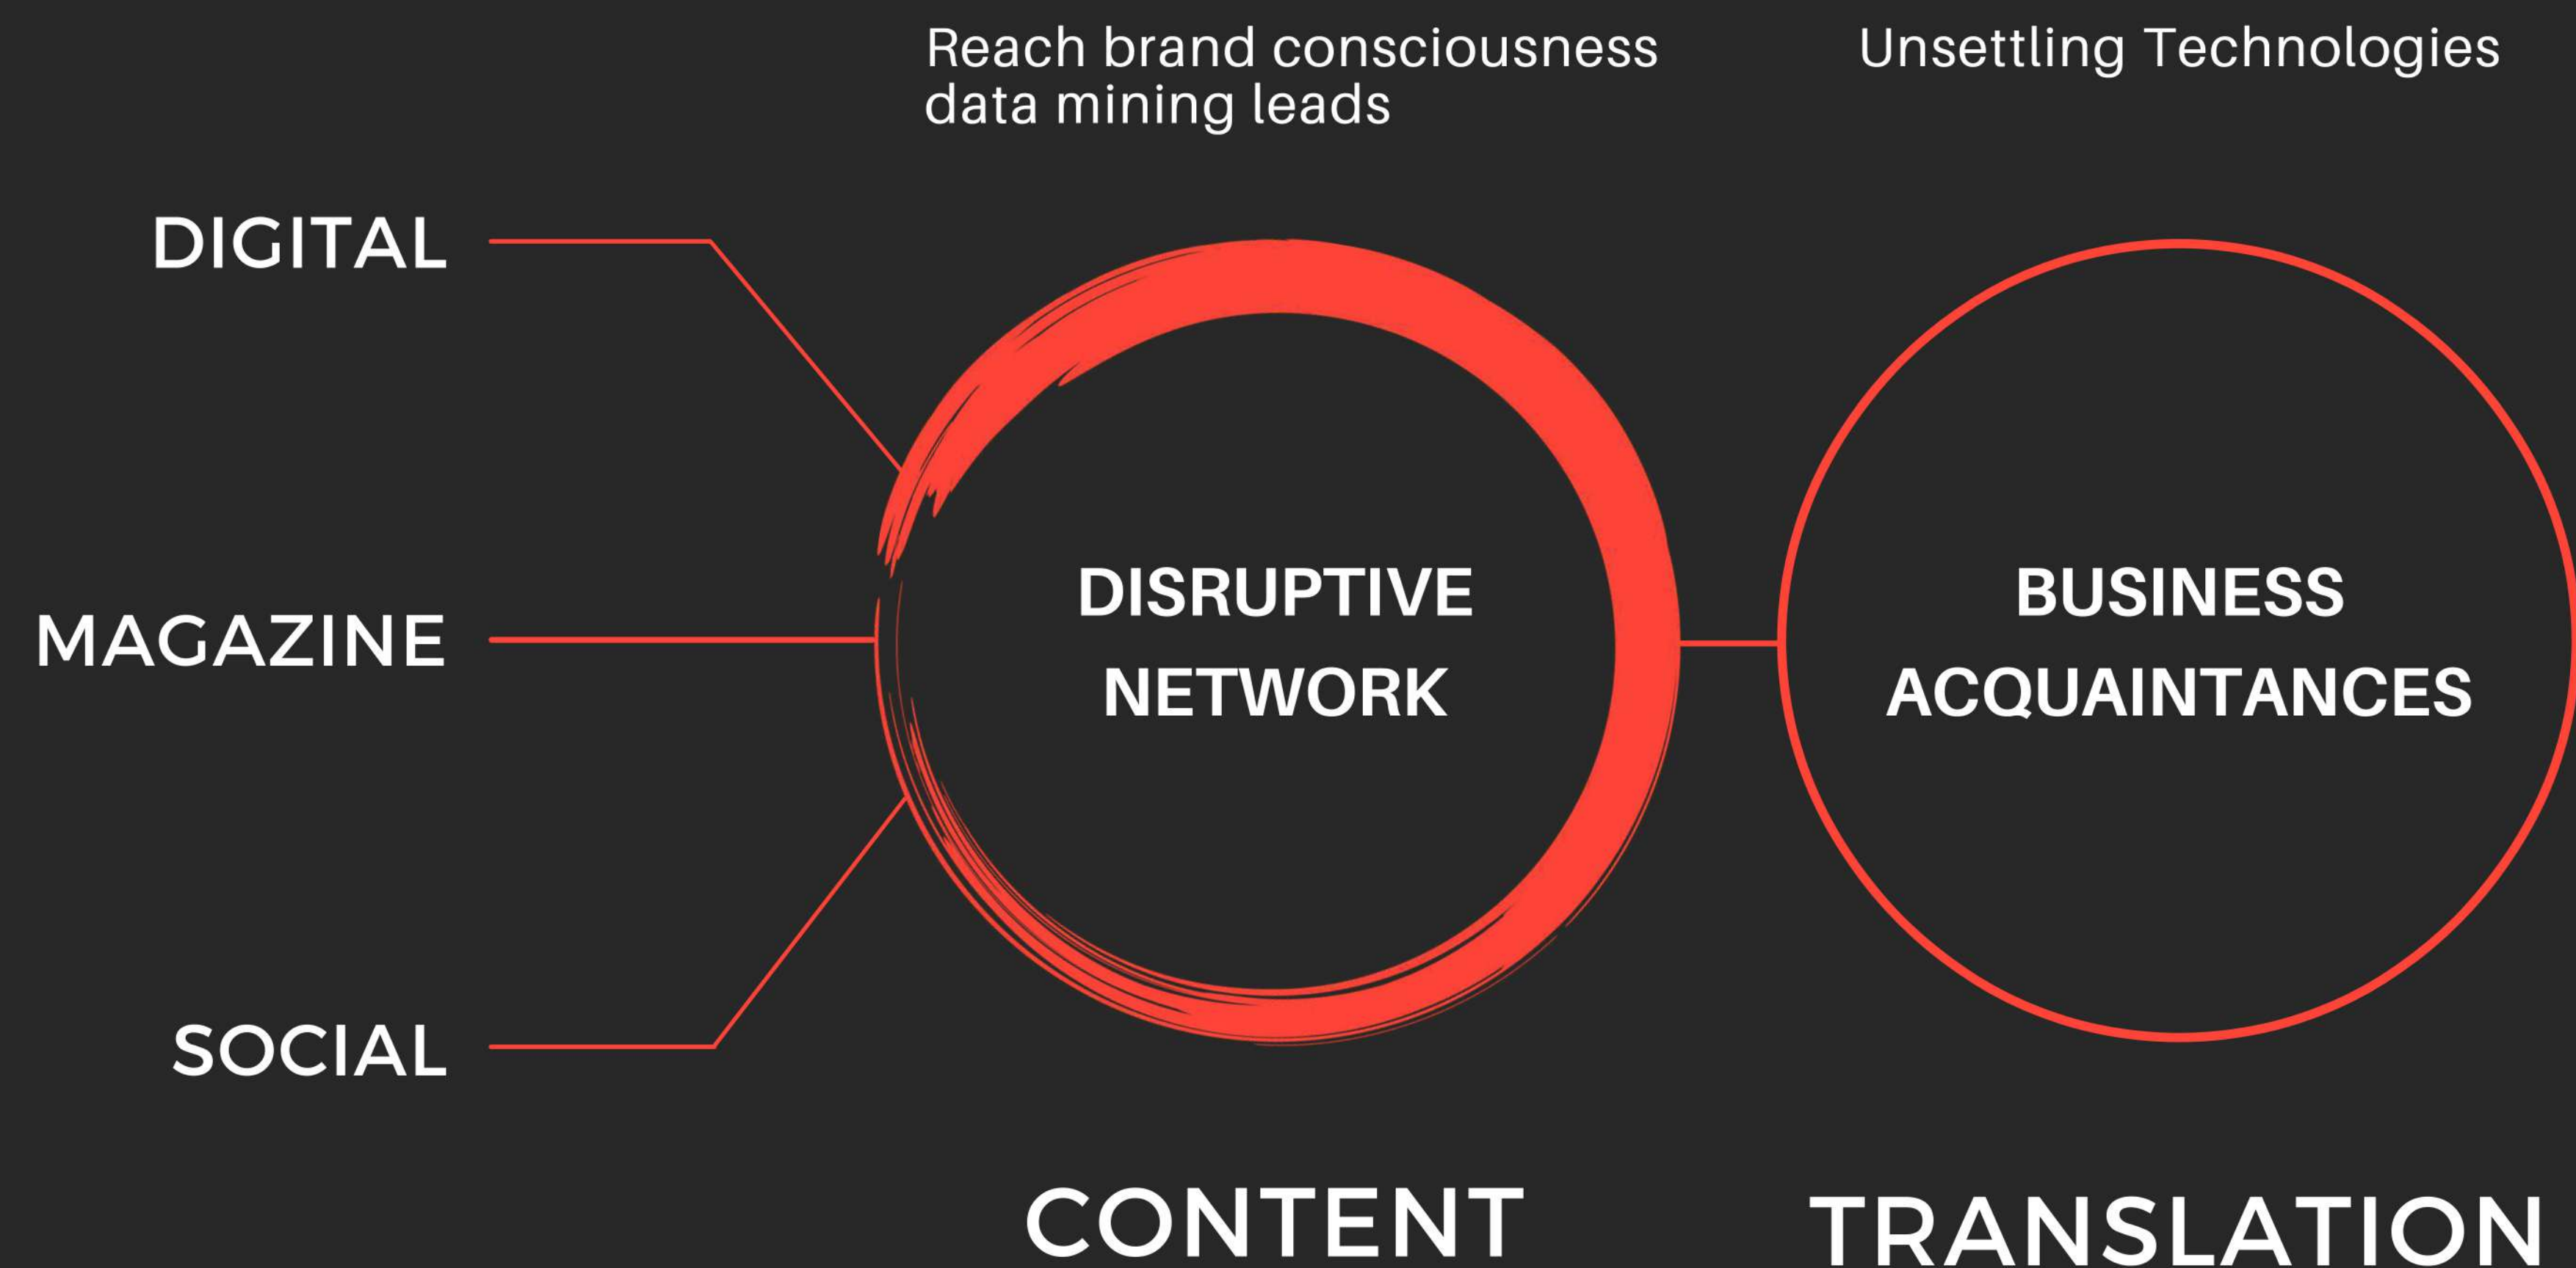 Reach brand consciousness
data mining leads
Unsettling Technologies
DIGITAL
MAGAZINE
SOCIAL
DISRUPTIVE
NETWORK
BUSINESS
ACQUAINTANCES
CONTENT
TRANSLATION